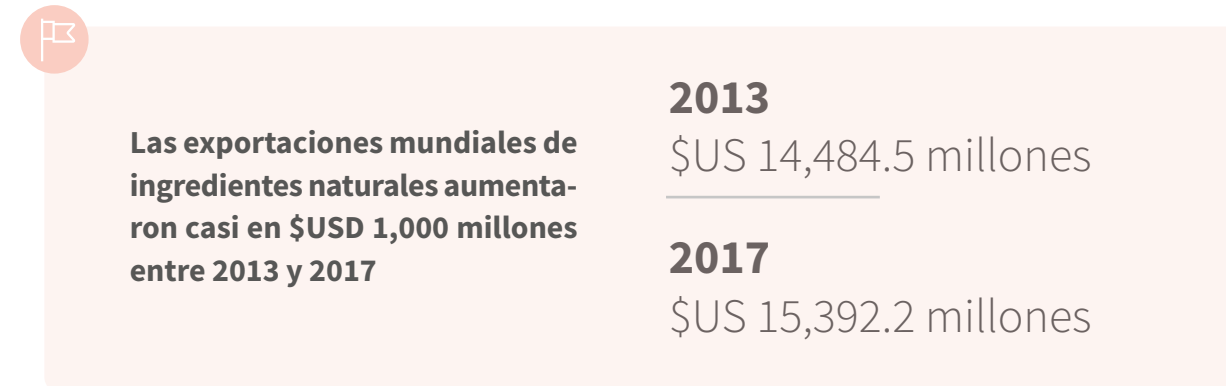 Las exportaciones mundiales de
ingredientes naturales aumenta-
ron casi en $USD 1,000 millones
entre 2013 y 2017
2013
$US 14,484.5 millones
2017
$US 15,392.2 millones